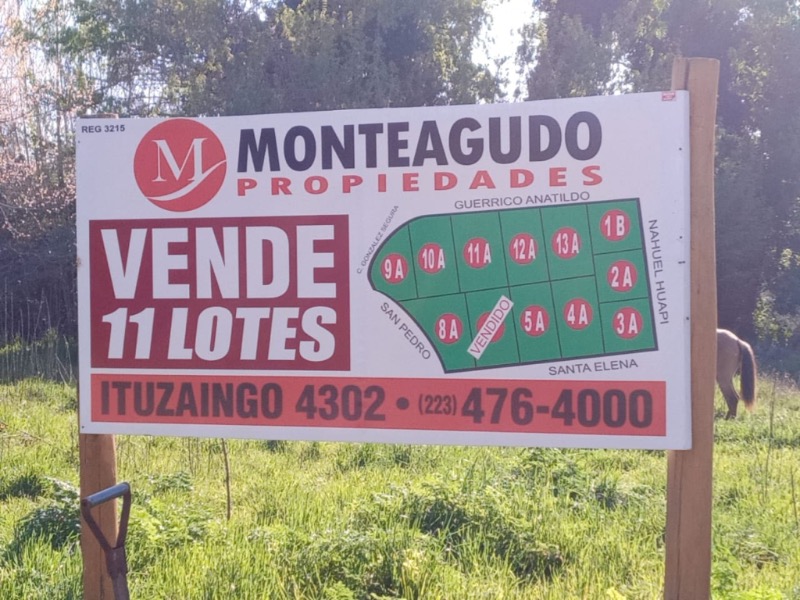 REG 3215
M
MONTEAGUDO
PROPIEDADES
VENDE
11 LOTES
GUERRICO ANATILDO
C. GONZALEZ SEGURA
NAHUEL HUAPI
SAN PEDRO
SANTA ELENA
9A 10A 11A 12A 13A 1B
2A
8A VENDIDO 5A 4A 3A
ITUZAINGO 4302 • (223) 476-4000